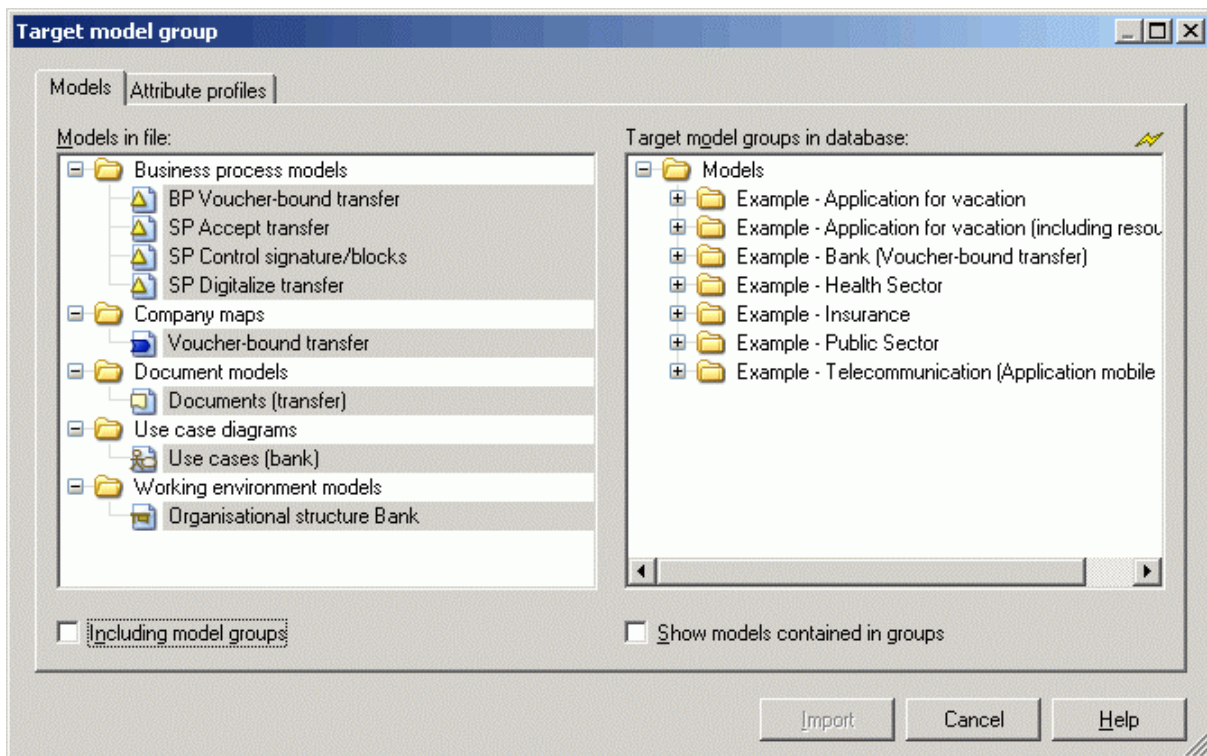 Target model group
Models
Attribute profiles
Models in file:
Business process models
BP Voucher-bound transfer
SP Accept transfer
SP Control signature/blocks
SP Digitalize transfer
Company maps
Voucher-bound transfer
Document models
Documents (transfer)
Use case diagrams
Use cases (bank)
Working environment models
Organisational structure Bank
Including model groups
Target model groups in database:
Models
Example - Application for vacation
Example - Application for vacation (including resou
Example - Bank (Voucher-bound transfer)
Example - Health Sector
Example - Insurance
Example - Public Sector
Example - Telecommunication (Application mobile
Show models contained in groups
Import
Cancel
Help